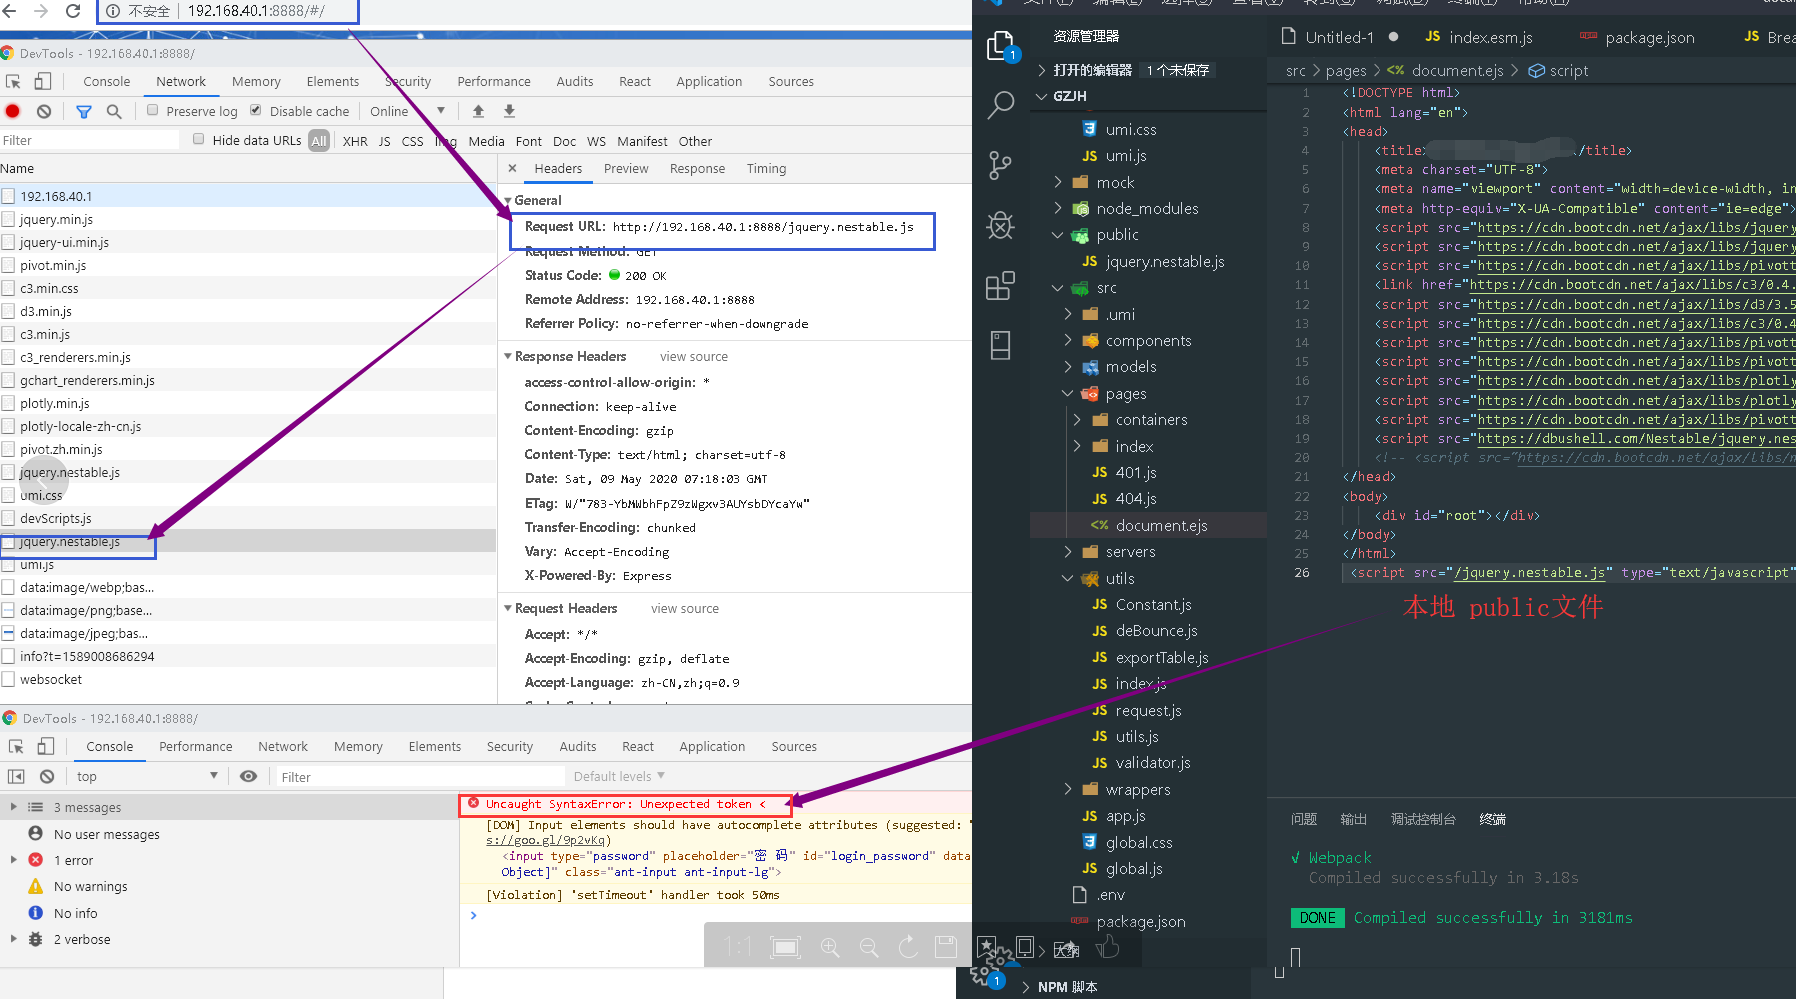 不安全 192.168.40.1:8888/#/
DevTools - 192.168.40.1:8888/
Console Network Memory Elements Security Performance Audits React Application Sources
Preserve log Disable cache Online
Filter Hide data URLs All XHR JS CSS Img Media Font Doc WS Manifest Other
Name
192.168.40.1
jquery.min.js
jquery-ui.min.js
pivot.min.js
c3.min.css
d3.min.js
c3.min.js
c3_renderers.min.js
gchart_renderers.min.js
plotly.min.js
plotly-locale-zh-cn.js
pivot.zh.min.js
jquery.nestable.js
umi.css
devScripts.js
jquery.nestable.js
umi.js
data:image/webp;bas...
data:image/png;base...
data:image/jpeg;bas...
info?t=1589008686294
websocket
Headers Preview Response Timing
General
Request URL: http://192.168.40.1:8888/jquery.nestable.js
Request Method: GET
Status Code: 200 OK
Remote Address: 192.168.40.1:8888
Referrer Policy: no-referrer-when-downgrade
Response Headers view source
access-control-allow-origin: *
Connection: keep-alive
Content-Encoding: gzip
Content-Type: text/html; charset=utf-8
Date: Sat, 09 May 2020 07:18:03 GMT
ETag: W/"783-YbMWbhFpZ9zWgxv3AUYsbDYcaYw"
Transfer-Encoding: chunked
Vary: Accept-Encoding
X-Powered-By: Express
Request Headers view source
Accept: */*
Accept-Encoding: gzip, deflate
Accept-Language: zh-CN,zh;q=0.9
DevTools - 192.168.40.1:8888/
Console Performance Network Memory Elements Security Audits React Application Sources
top Filter Default levels
3 messages
No user messages
1 error
No warnings
No info
2 verbose
Uncaught SyntaxError: Unexpected token <
[DOM] Input elements should have autocomplete attributes (suggested: "
s://goo.gl/9p2vKq)
<input type="password" placeholder="密 码" id="login_password" data
Object]" class="ant-input ant-input-lg">
[Violation] 'setTimeout' handler took 50ms
1:1
资源管理器
1
打开的编辑器 1 个未保存
GZJH
umi.css
umi.js
mock
node_modules
public
jquery.nestable.js
src
.umi
components
models
pages
containers
index
401.js
404.js
document.ejs
servers
utils
Constant.js
deBounce.js
exportTable.js
index.js
request.js
utils.js
validator.js
wrappers
app.js
global.css
global.js
.env
package.json
大纲
1
NPM 脚本
Untitled-1 index.esm.js package.json Brea
src pages document.ejs script
1 <!DOCTYPE html>
2 <html lang="en">
3 <head>
4 <title> /title>
5 <meta charset="UTF-8">
6 <meta name="viewport" content="width=device-width, in
7 <meta http-equiv="X-UA-Compatible" content="ie=edge">
8 <script src="https://cdn.bootcdn.net/ajax/libs/jquery
9 <script src="https://cdn.bootcdn.net/ajax/libs/jquery
10 <script src="https://cdn.bootcdn.net/ajax/libs/pivott
11 <link href="https://cdn.bootcdn.net/ajax/libs/c3/0.4.
12 <script src="https://cdn.bootcdn.net/ajax/libs/d3/3.5
13 <script src="https://cdn.bootcdn.net/ajax/libs/c3/0.4
14 <script src="https://cdn.bootcdn.net/ajax/libs/pivott
15 <script src="https://cdn.bootcdn.net/ajax/libs/pivott
16 <script src="https://cdn.bootcdn.net/ajax/libs/plotly
17 <script src="https://cdn.bootcdn.net/ajax/libs/plotly
18 <script src="https://cdn.bootcdn.net/ajax/libs/pivott
19 <script src="https://dbushell.com/Nestable/jquery.nes
20 <!-- <script src="https://cdn.bootcdn.net/ajax/libs/n
21 </head>
22 <body>
23 <div id="root"></div>
24 </body>
25 </html>
26 <script src="/jquery.nestable.js" type="text/javascript"
本地 public文件
问题 输出 调试控制台 终端
√ Webpack
Compiled successfully in 3.18s
DONE Compiled successfully in 3181ms